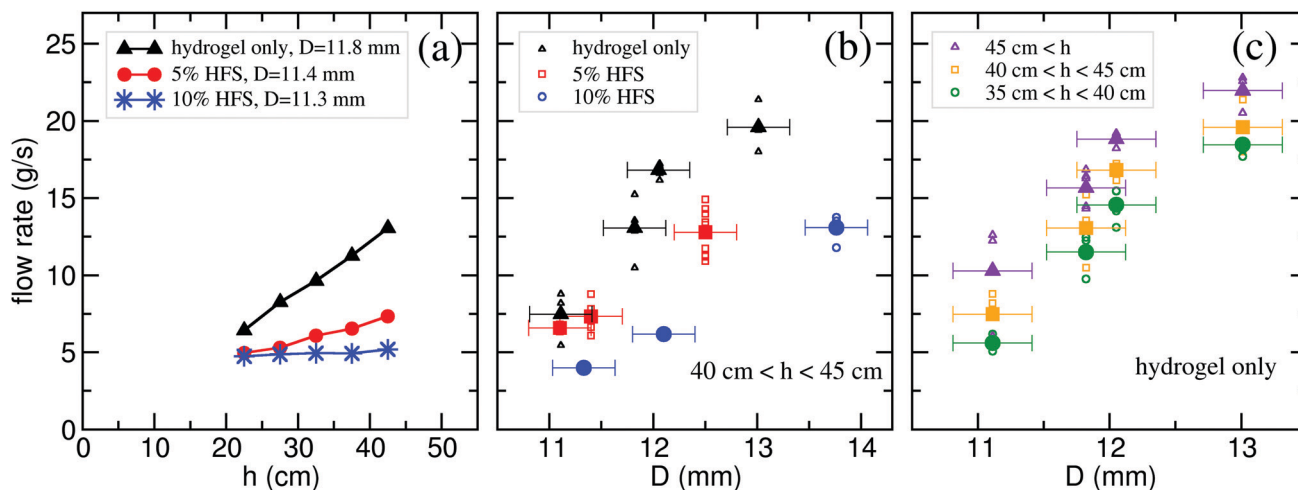 (a)
hydrogel only, D=11.8 mm
5% HFS, D=11.4 mm
10% HFS, D=11.3 mm
flow rate (g/s)
25
20
15
10
5
0
0 10 20 30 40 50
h (cm)
(b)
hydrogel only
5% HFS
10% HFS
40 cm < h < 45 cm
11 12 13 14
D (mm)
(c)
45 cm < h
40 cm < h < 45 cm
35 cm < h < 40 cm
hydrogel only
11 12 13
D (mm)